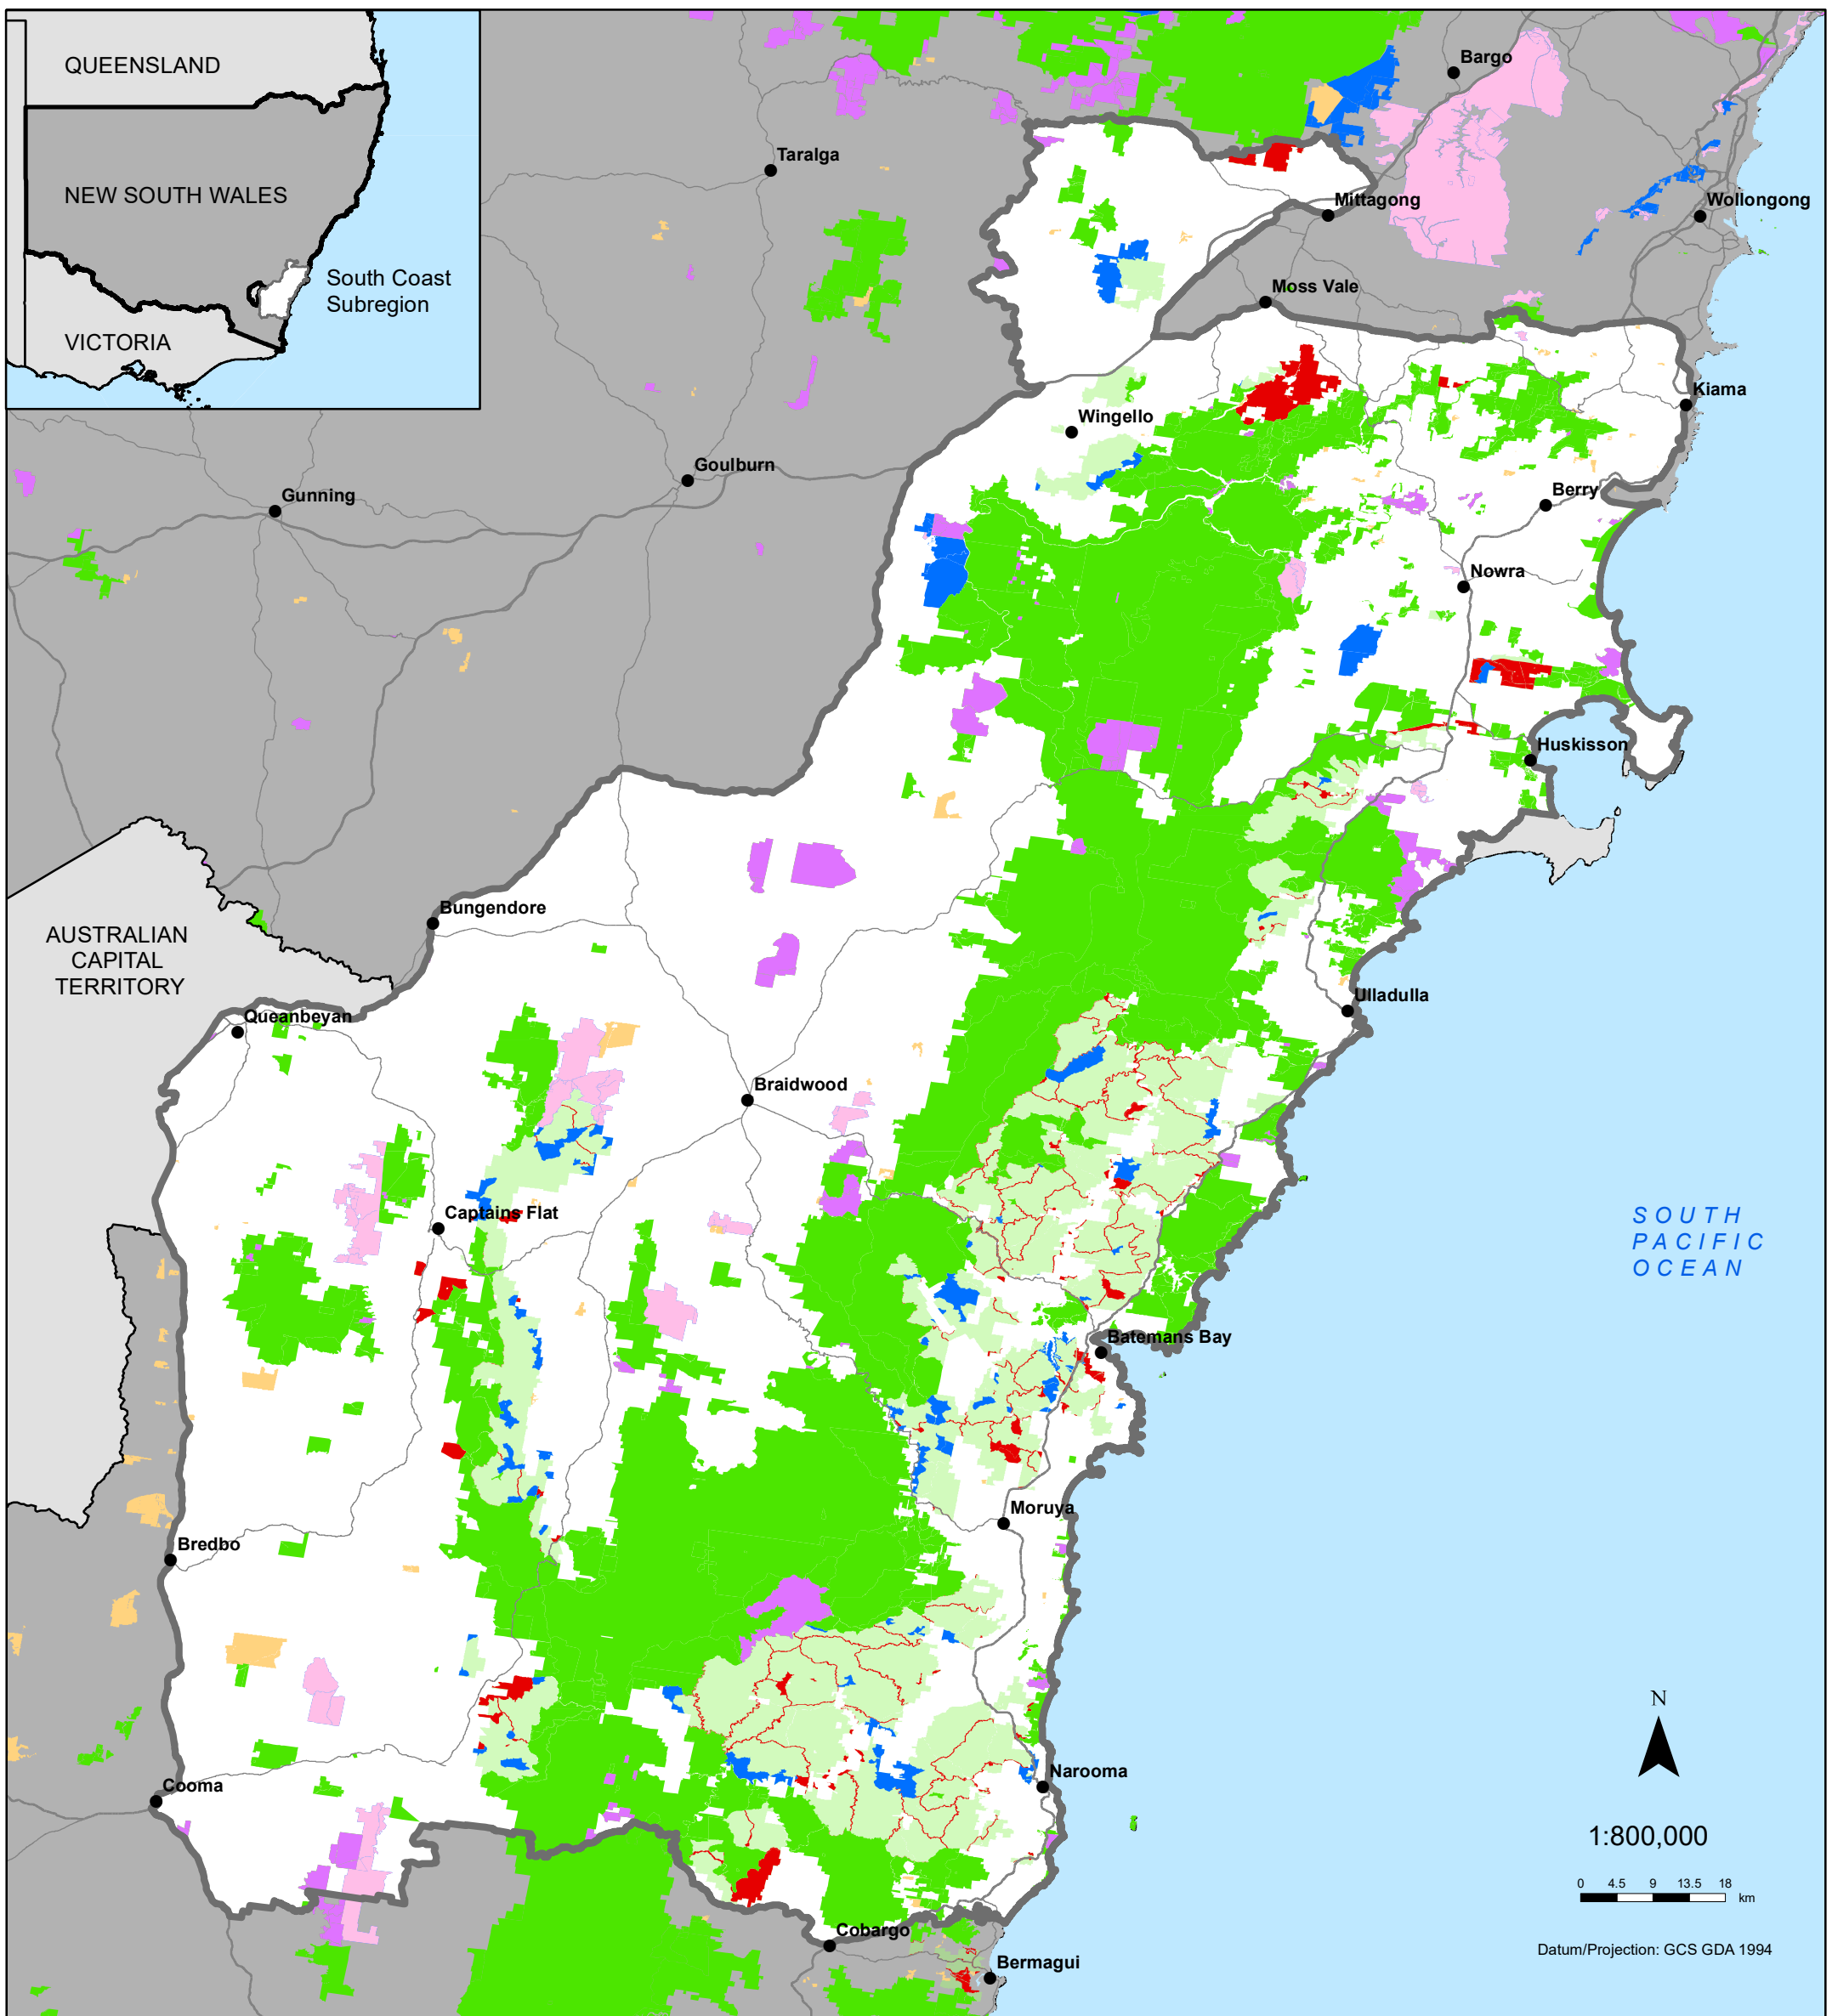 QUEENSLAND
NEW SOUTH WALES
South Coast
Subregion
VICTORIA
Bargo
Taralga
Mittagong
Wollongong
Moss Vale
Kiama
Wingello
Goulburn
Gunning
Berry
Nowra
Huskisson
Bungendore
AUSTRALIAN
CAPITAL
TERRITORY
Ulladulla
Queanbeyan
Braidwood
Captains Flat
SOUTH
PACIFIC
OCEAN
Batemans Bay
Moruya
Bredbo
N
Narooma
Cooma
1:800,000
0 4.5 9 13.5 18
km
Cobargo
Datum/Projection: GCS GDA 1994
Bermagui